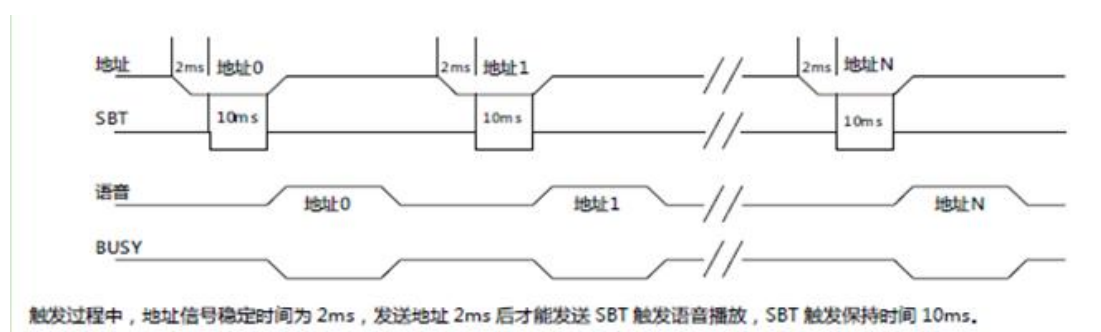 地址 2ms 地址0 2ms 地址1 2ms 地址N
SBT 10ms 10ms 10ms
语音 地址0 地址1 地址N
BUSY
触发过程中，地址信号稳定时间为 2ms，发送地址 2ms 后才能发送 SBT 触发语音播放，SBT 触发保持时间 10ms。